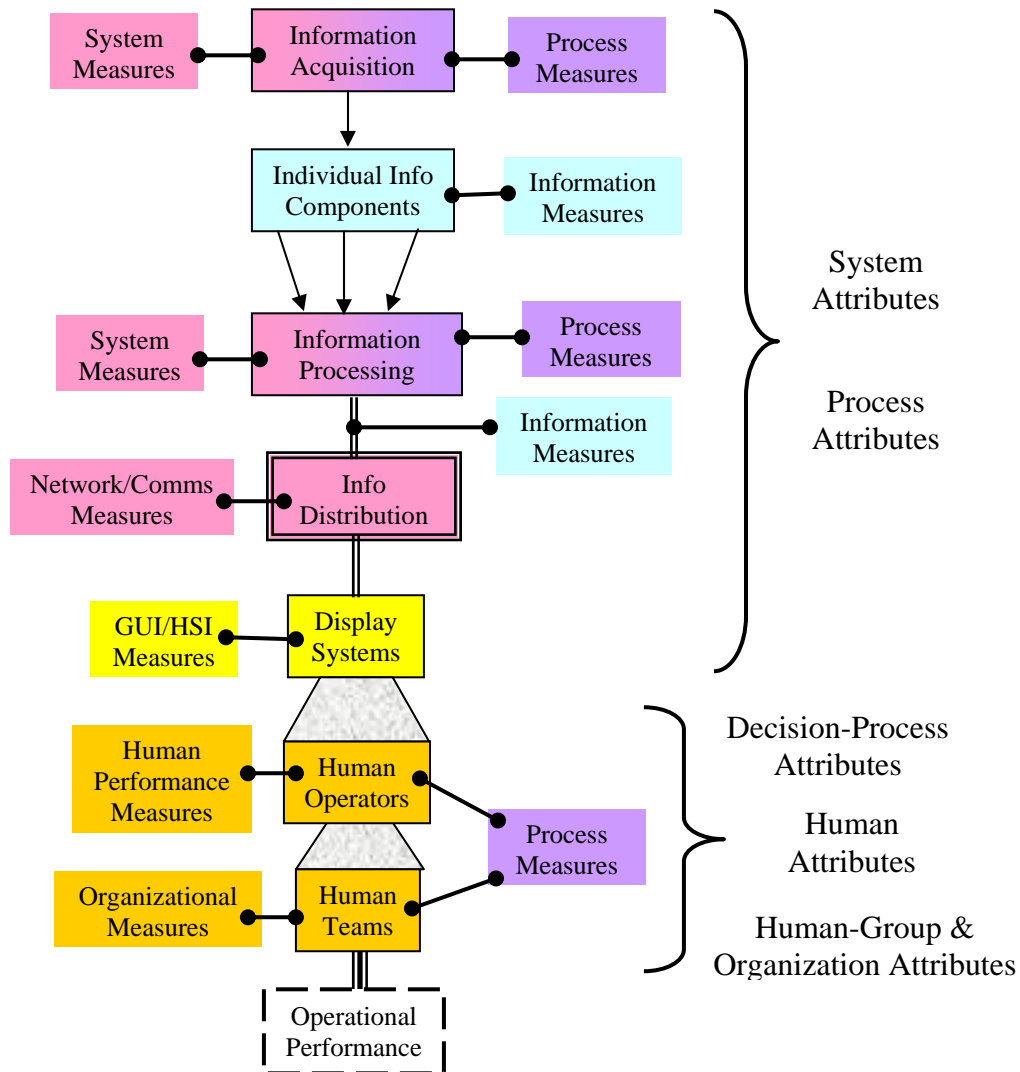 System
Measures
Information
Acquisition
Process
Measures
Individual Info
Components
Information
Measures
System
Attributes
System
Measures
Information
Processing
Process
Measures
Process
Attributes
Information
Measures
Network/Comms
Measures
Info
Distribution
GUI/HSI
Measures
Display
Systems
Decision-Process
Attributes
Human
Performance
Measures
Human
Operators
Process
Measures
Human
Attributes
Organizational
Measures
Human
Teams
Human-Group &
Organization Attributes
Operational
Performance